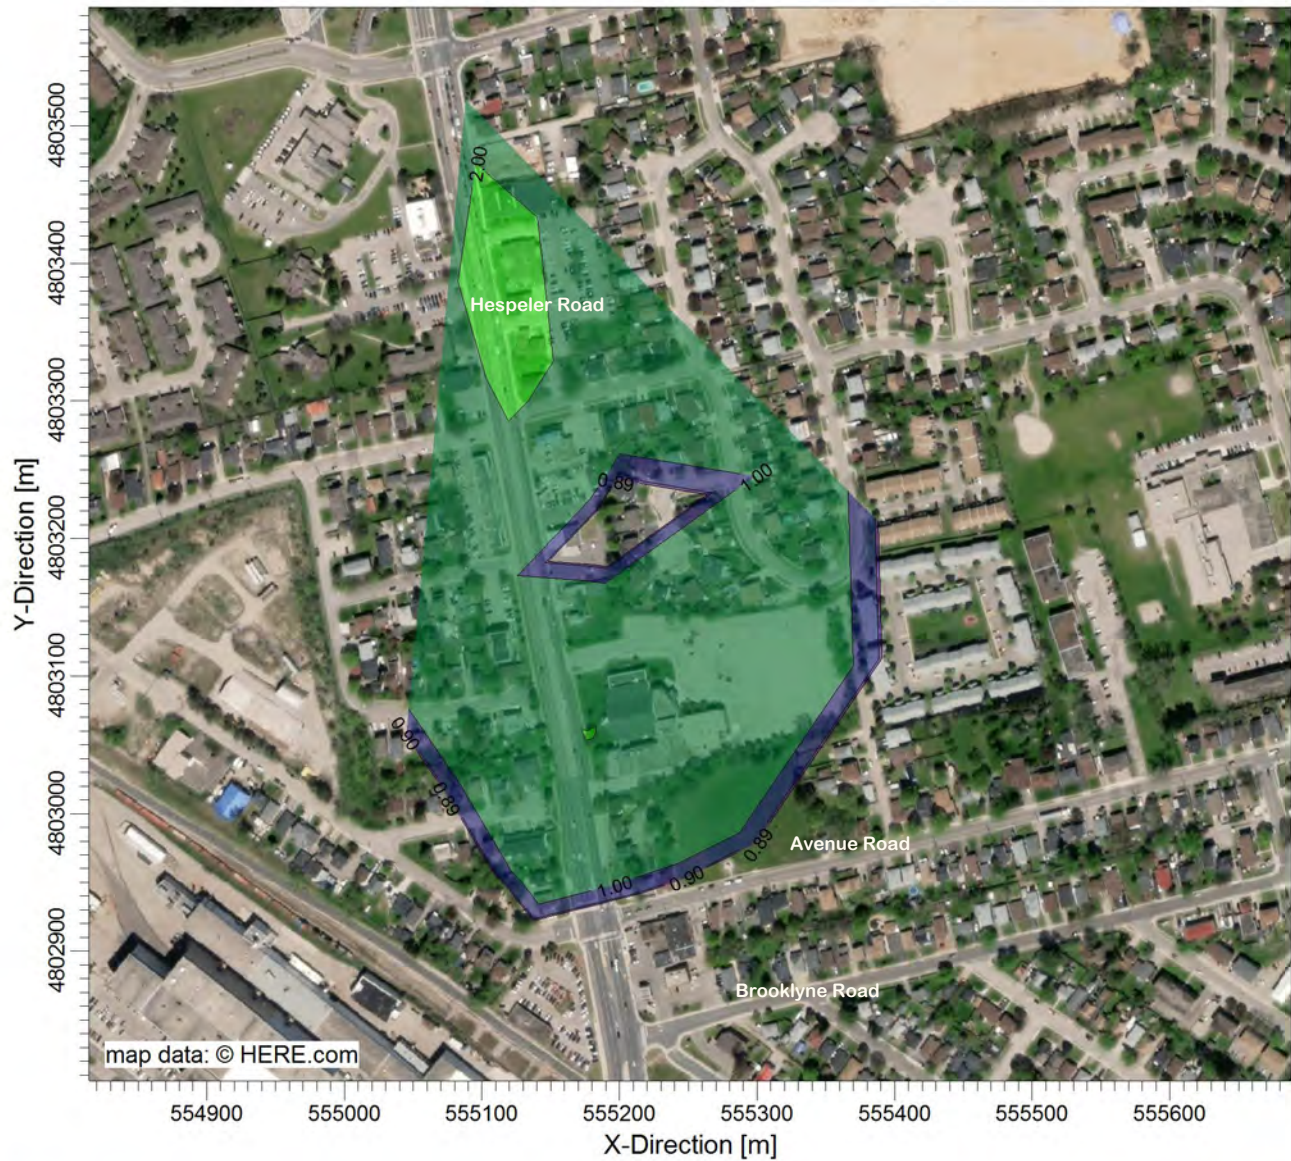 4803500
2.00
4803400
Hespeler Road
4803300
0.89
1.00
4803200
Y-Direction [m]
4803100
0.90
0.89
4803000
0.89
Avenue Road
1.00
0.90
4802900
Brooklyne Road
map data: © HERE.com
554900 555000 555100 555200 555300 555400 555500 555600
X-Direction [m]